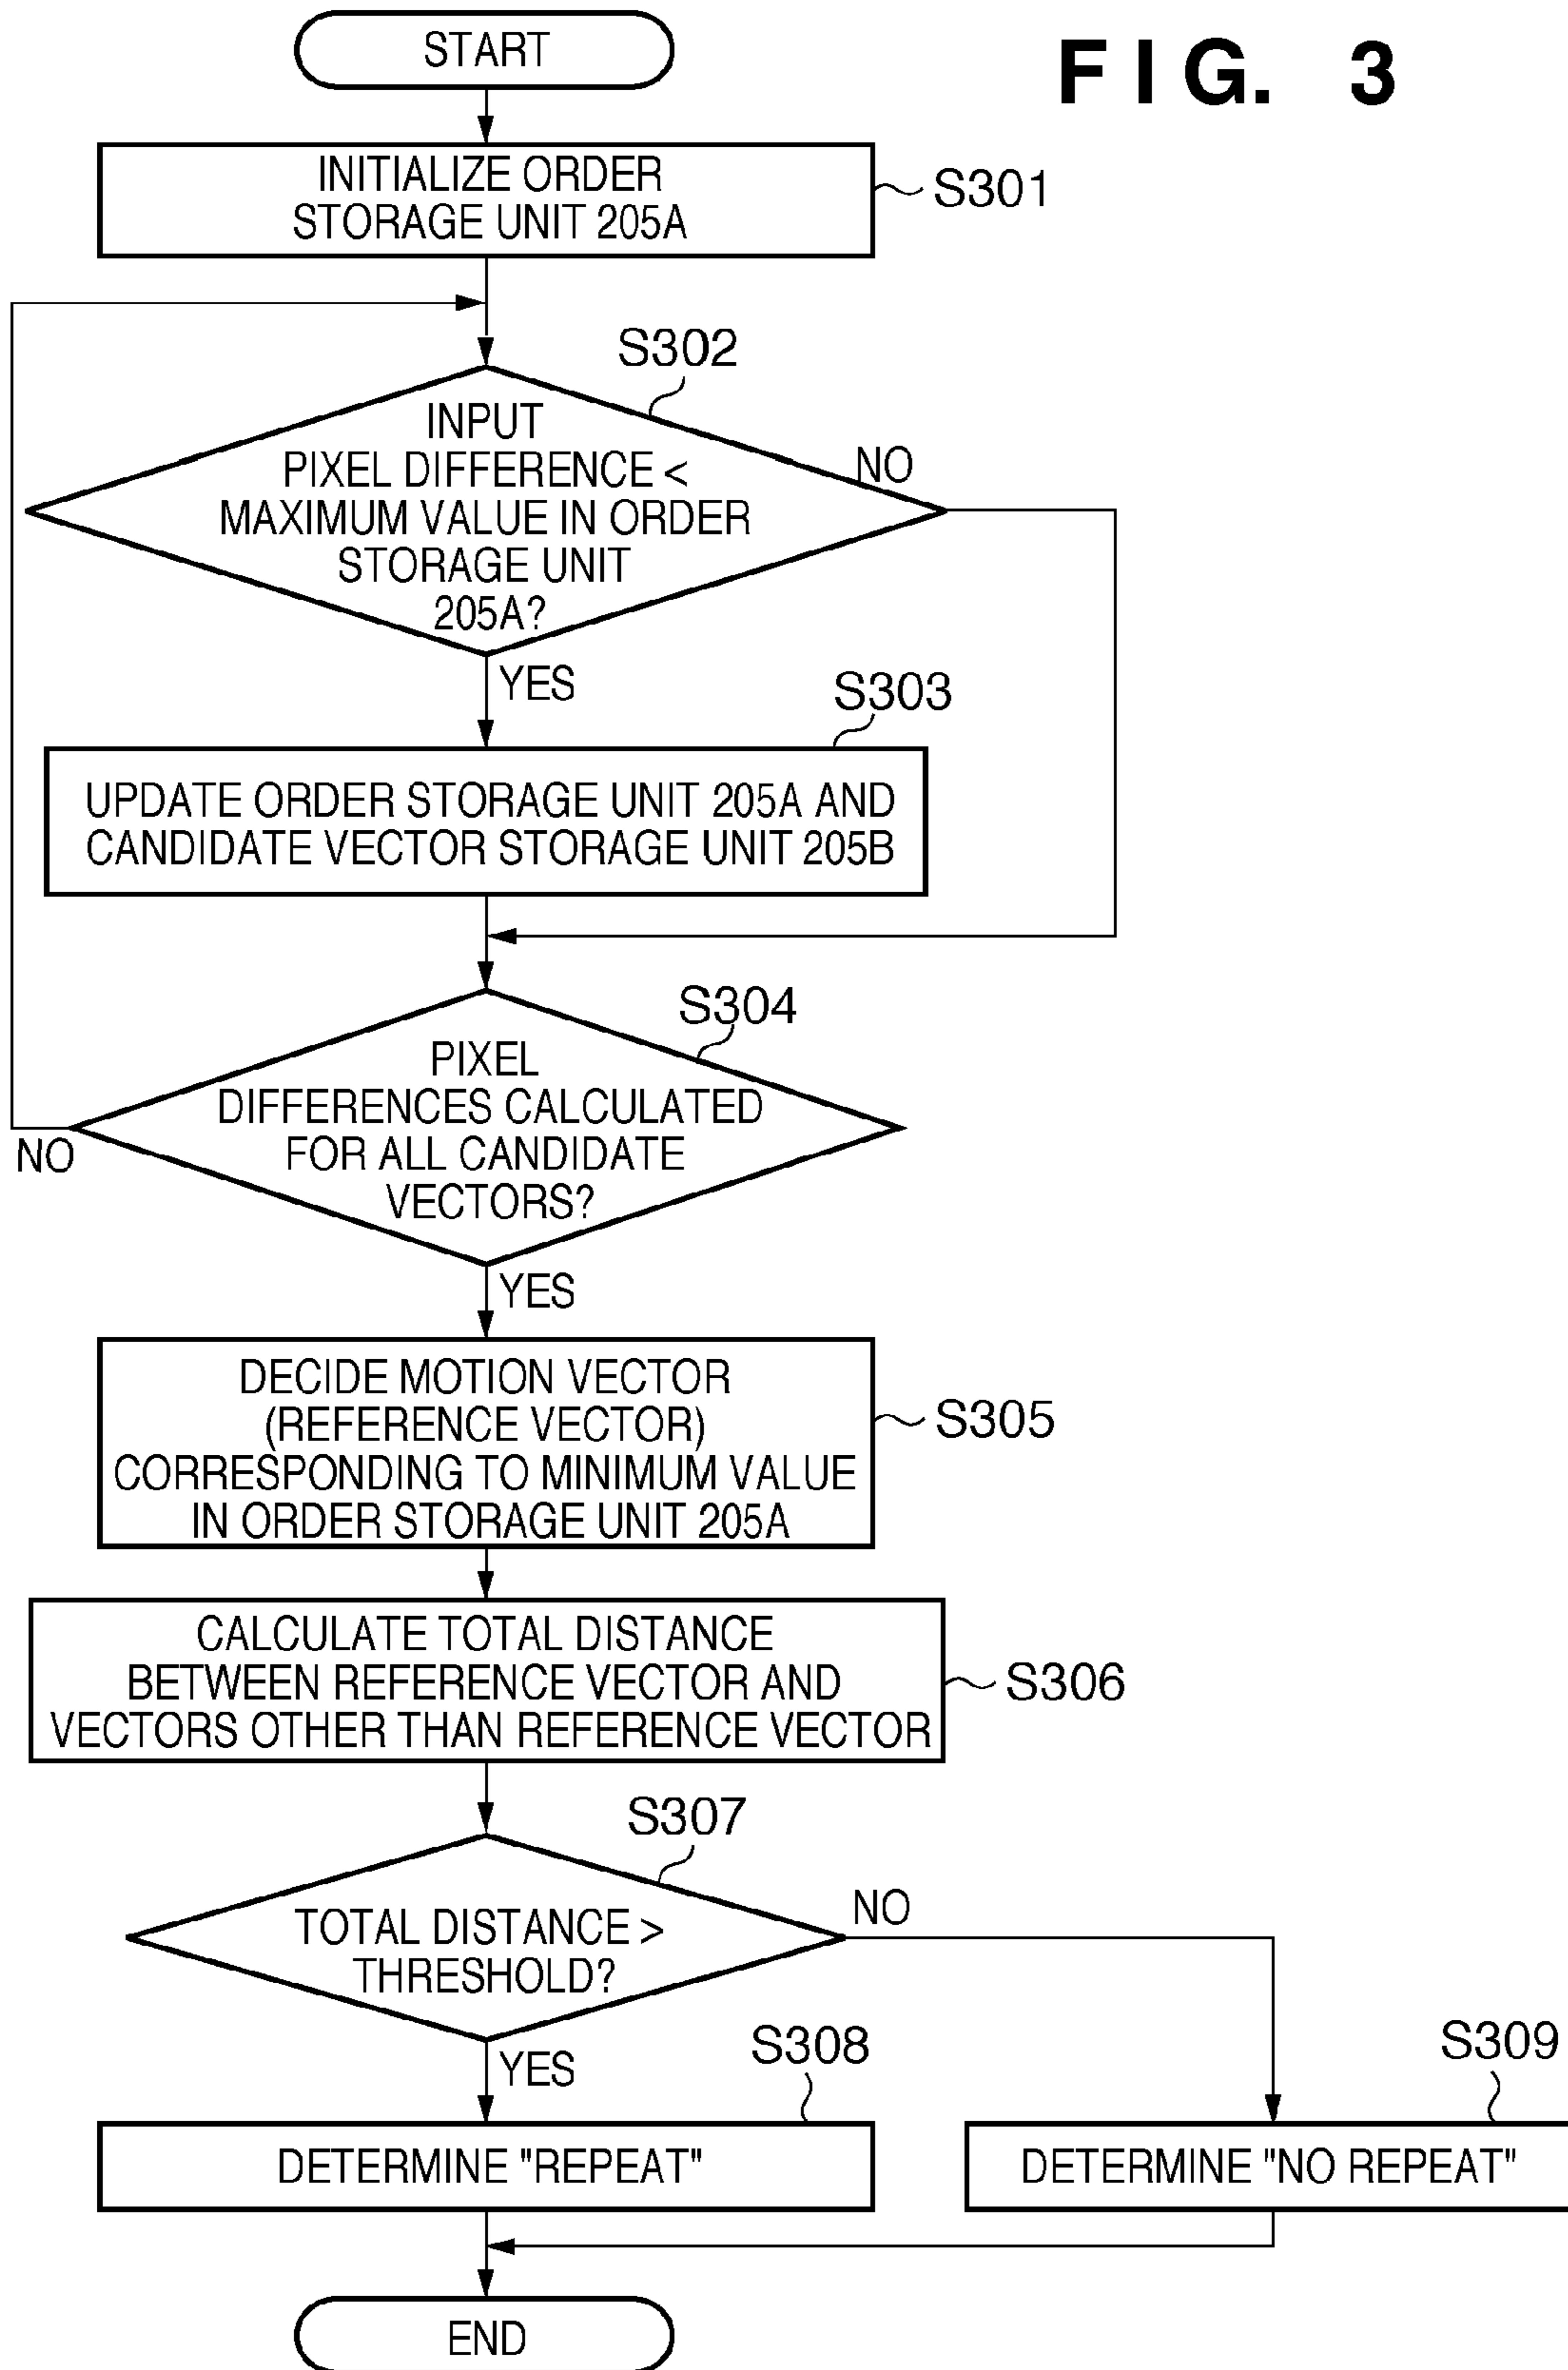 FIG. 3
START
INITIALIZE ORDER
STORAGE UNIT 205A
S301
S302
INPUT
PIXEL DIFFERENCE <
MAXIMUM VALUE IN ORDER
STORAGE UNIT
205A?
NO
YES
S303
UPDATE ORDER STORAGE UNIT 205A AND
CANDIDATE VECTOR STORAGE UNIT 205B
S304
PIXEL
DIFFERENCES CALCULATED
FOR ALL CANDIDATE
VECTORS?
NO
YES
DECIDE MOTION VECTOR
(REFERENCE VECTOR)
CORRESPONDING TO MINIMUM VALUE
IN ORDER STORAGE UNIT 205A
S305
CALCULATE TOTAL DISTANCE
BETWEEN REFERENCE VECTOR AND
VECTORS OTHER THAN REFERENCE VECTOR
S306
S307
TOTAL DISTANCE >
THRESHOLD?
NO
YES
S308
DETERMINE "REPEAT"
S309
DETERMINE "NO REPEAT"
END